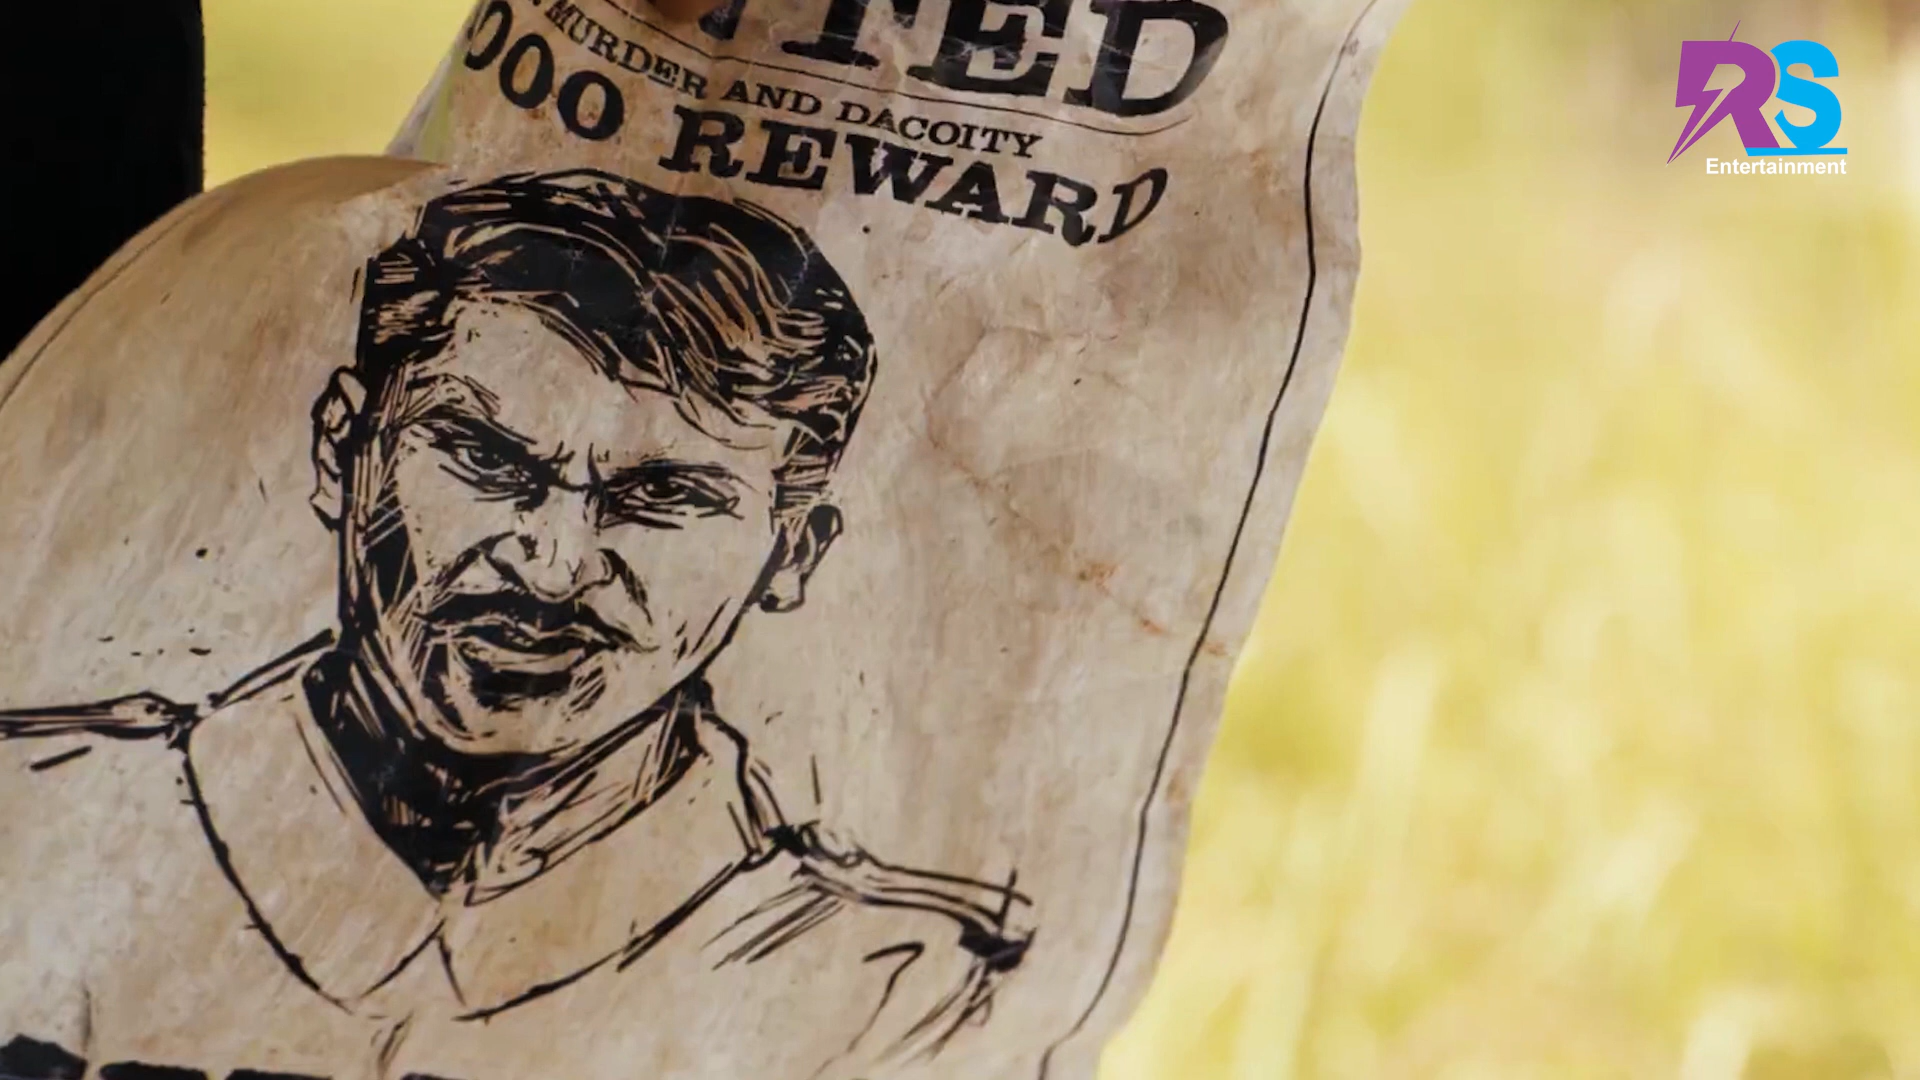 TED
MURDER AND DACOITY
000 REWARD
RS
Entertainment